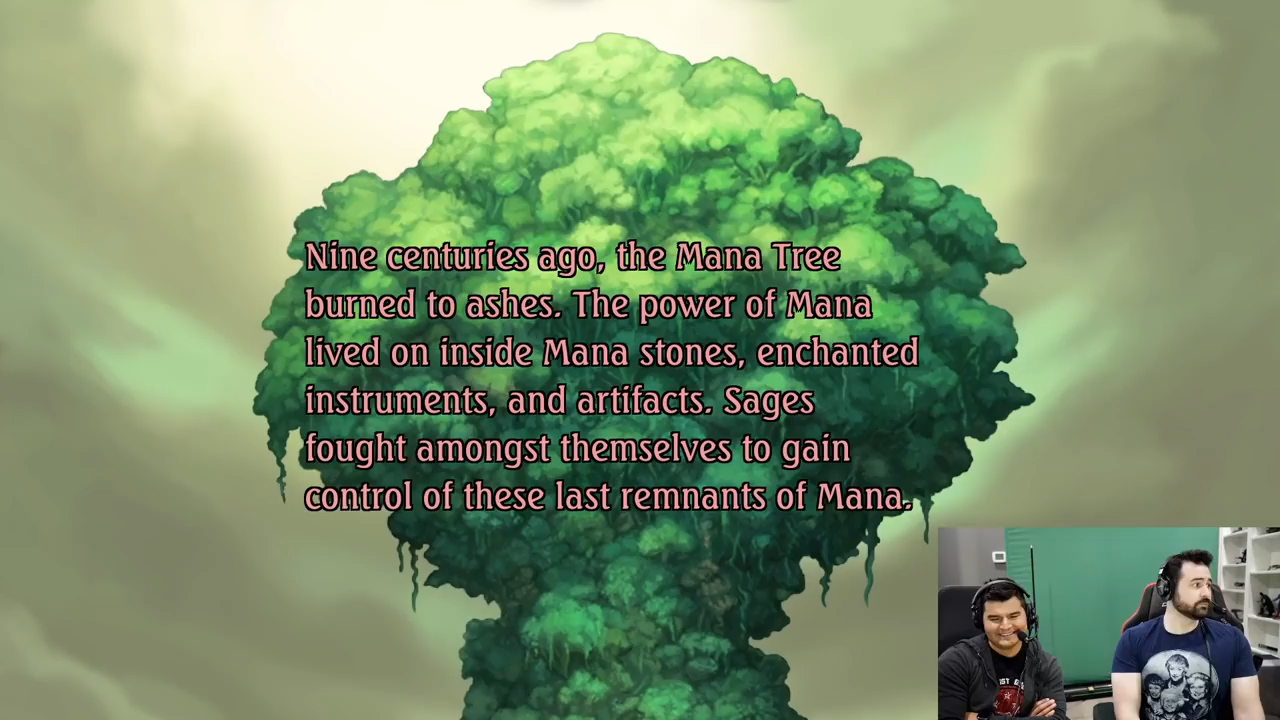 Nine centuries ago, the Mana Tree
burned to ashes. The power of Mana
lived on inside Mana stones, enchanted
instruments, and artifacts. Sages
fought amongst themselves to gain
control of these last remnants of Mana.